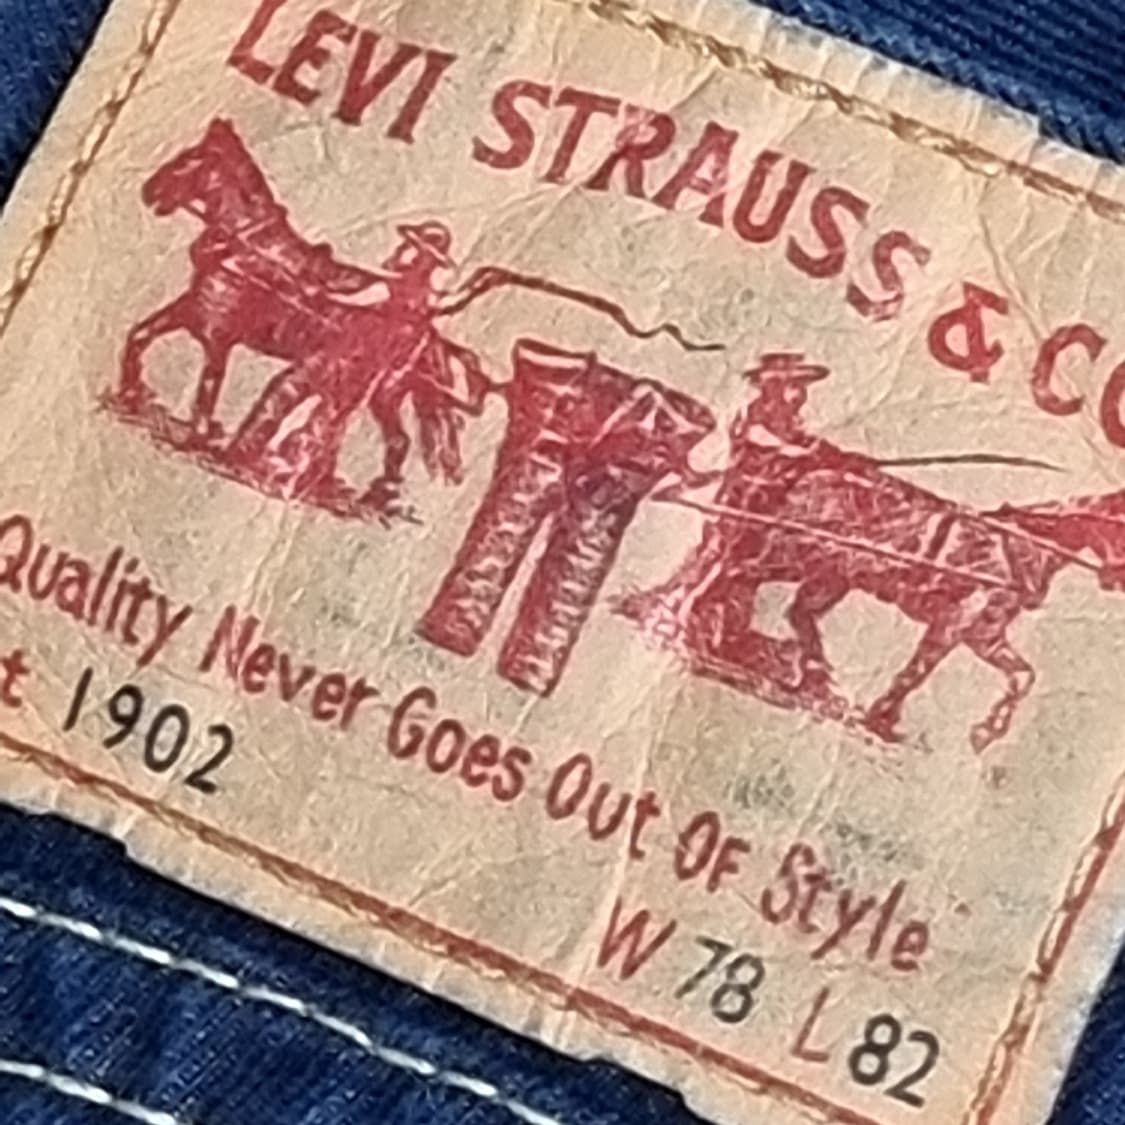 LEVI STRAUSS & CO
Quality Never Goes Out Of Style
t 1902
W 78 L 82